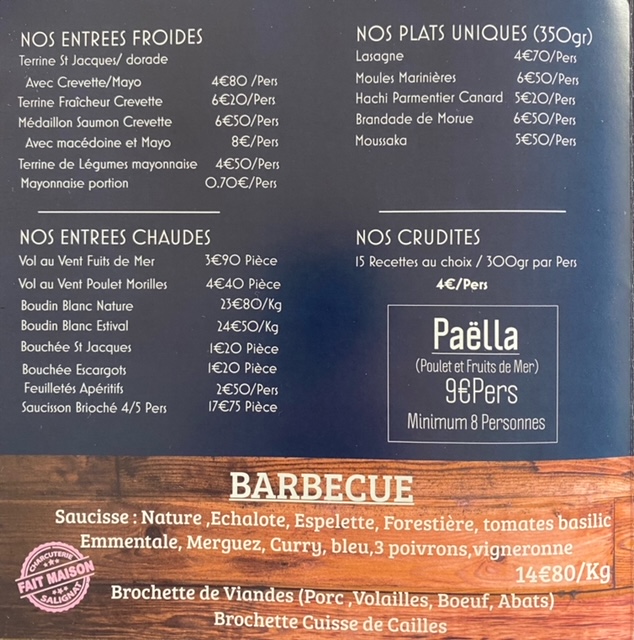 NOS ENTREES FROIDES
Terrine St Jacques/ dorade
Avec Crevette/Mayo 4€80 /Pers
Terrine Fraîcheur Crevette 6€20/Pers
Médaillon Saumon Crevette 6€50/Pers
Avec macédoine et Mayo 8€/Pers
Terrine de Légumes mayonnaise 4€50/Pers
Mayonnaise portion 0.70€/Pers
NOS ENTREES CHAUDES
Vol au Vent Fuits de Mer 3€90 Pièce
Vol au Vent Poulet Morilles 4€40 Pièce
Boudin Blanc Nature 23€80/Kg
Boudin Blanc Estival 24€50/Kg
Bouchée St Jacques 1€20 Pièce
Bouchée Escargots 1€20 Pièce
Feuilletés Apéritifs 2€50/Pers
Saucisson Brioché 4/5 Pers 17€75 Pièce
NOS PLATS UNIQUES (350gr)
Lasagne 4€70/Pers
Moules Marinières 6€50/Pers
Hachi Parmentier Canard 5€20/Pers
Brandade de Morue 6€50/Pers
Moussaka 5€50/Pers
NOS CRUDITES
15 Recettes au choix / 300gr par Pers
4€/Pers
Paëlla
(Poulet et Fruits de Mer)
9€Pers
Minimum 8 Personnes
BARBECUE
Saucisse : Nature ,Echalote, Espelette, Forestière, tomates basilic
Emmentale, Merguez, Curry, bleu,3 poivrons,vigneronne
14€80/Kg
Brochette de Viandes (Porc ,Volailles, Boeuf, Abats)
Brochette Cuisse de Cailles
CHARCUTERIE
FAIT MAISON
SALIGNAT